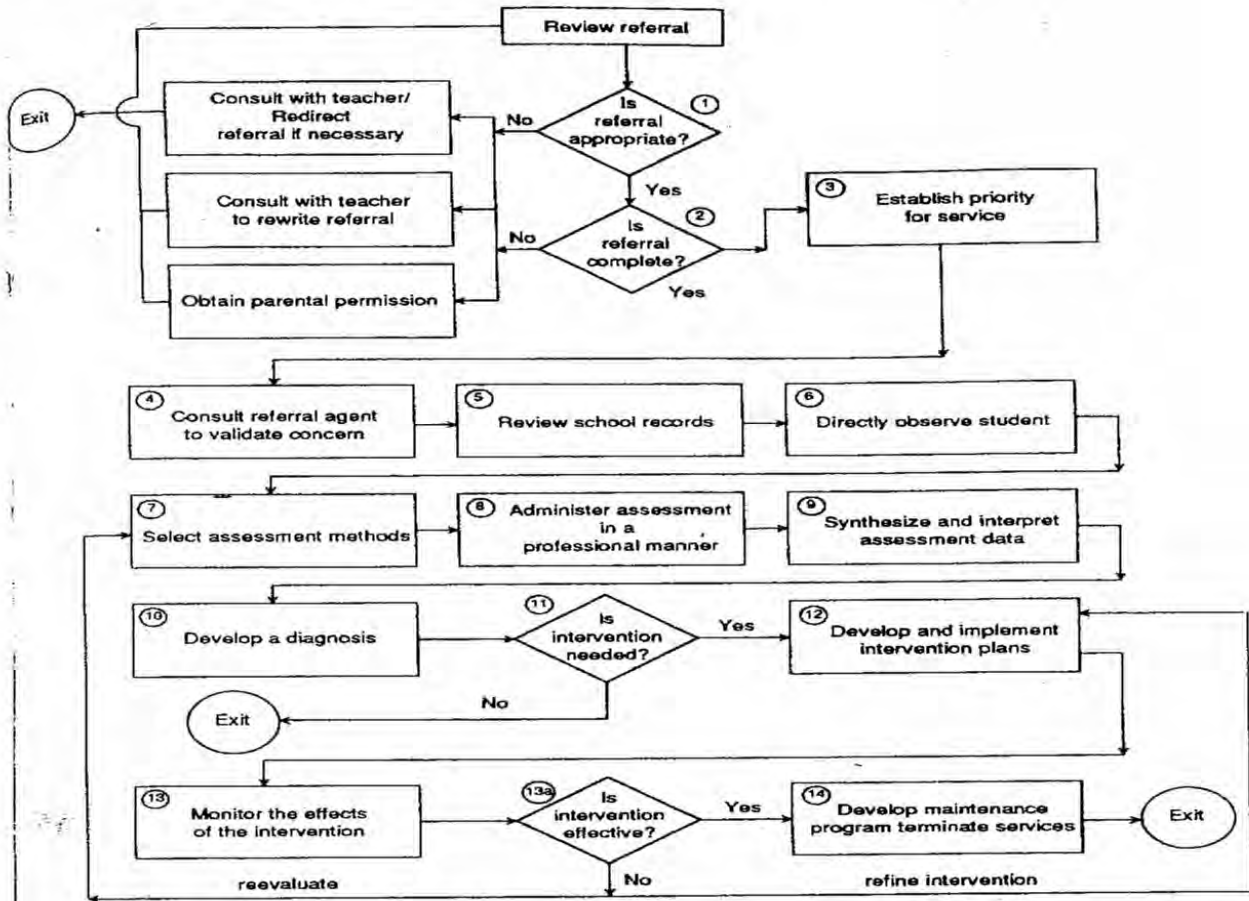 Review referral
1
Is
referral
appropriate?
No
Yes
Consult with teacher/
Redirect
referral if necessary
Exit
Consult with teacher
to rewrite referral
2
Is
referral
complete?
No
Yes
3
Establish priority
for service
Obtain parental permission
4
Consult referral agent
to validate concern
5
Review school records
6
Directly observe student
7
Select assessment methods
8
Administer assessment
in a
professional manner
9
Synthesize and interpret
assessment data
10
Develop a diagnosis
11
Is
intervention
needed?
Yes
No
12
Develop and implement
intervention plans
Exit
13
Monitor the effects
of the intervention
13a
Is
intervention
effective?
Yes
No
14
Develop maintenance
program terminate services
Exit
reevaluate
refine intervention